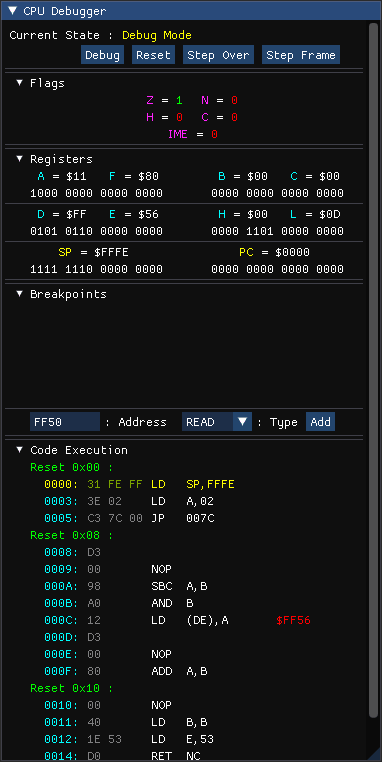 CPU Debugger
Current State : Debug Mode
Debug Reset Step Over Step Frame
Flags
Z = 1 N = 0
H = 0 C = 0
IME = 0
Registers
A = $11 F = $80 B = $00 C = $00
1000 0000 0000 0000 0000 0000 0000 0000
D = $FF E = $56 H = $00 L = $0D
0101 0110 0000 0000 0000 1101 0000 0000
SP = $FFFE PC = $0000
1111 1110 0000 0000 0000 0000 0000 0000
Breakpoints
FF50 : Address READ : Type Add
Code Execution
Reset 0x00 :
0000: 31 FE FF LD SP,FFFE
0003: 3E 02 LD A,02
0005: C3 7C 00 JP 007C
Reset 0x08 :
0008: D3
0009: 00 NOP
000A: 98 SBC A,B
000B: A0 AND B
000C: 12 LD (DE),A $FF56
000D: D3
000E: 00 NOP
000F: 80 ADD A,B
Reset 0x10 :
0010: 00 NOP
0011: 40 LD B,B
0012: 1E 53 LD E,53
0014: D0 RET NC